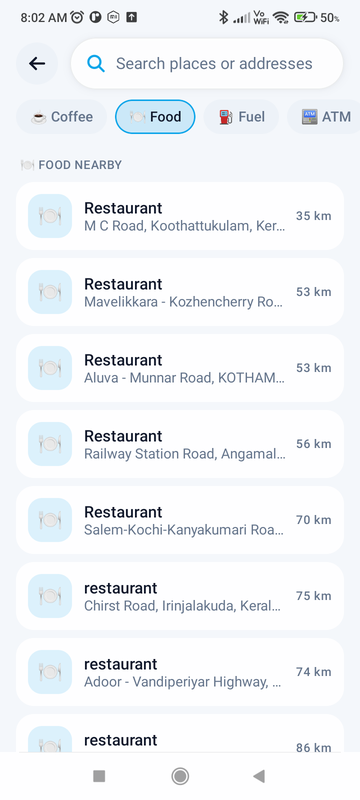 8:02 AM
Vo
WiFi
50%
Search places or addresses
Coffee
Food
Fuel
ATM
FOOD NEARBY
Restaurant
M C Road, Koothattukulam, Ker...
35 km
Restaurant
Mavelikkara - Kozhencherry Ro...
53 km
Restaurant
Aluva - Munnar Road, KOTHAM...
53 km
Restaurant
Railway Station Road, Angamal...
56 km
Restaurant
Salem-Kochi-Kanyakumari Roa...
70 km
restaurant
Chirst Road, Irinjalakuda, Keral...
75 km
restaurant
Adoor - Vandiperiyar Highway, ...
74 km
restaurant
86 km